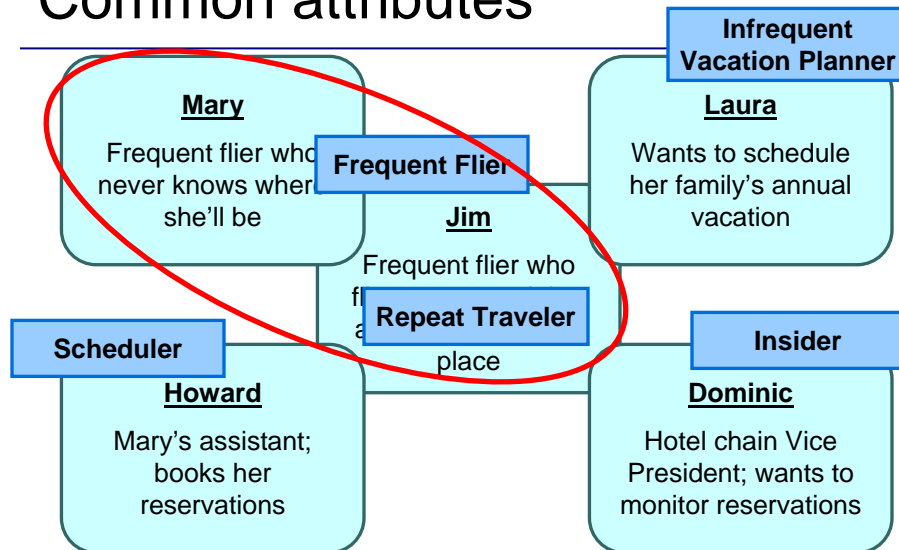 Common attributes
Infrequent
Vacation Planner
Mary
Frequent flier who
never knows where
she'll be
Frequent Flier
Laura
Wants to schedule
her family's annual
vacation
Jim
Frequent flier who
Repeat Traveler
place
Scheduler
Howard
Mary's assistant;
books her
reservations
Insider
Dominic
Hotel chain Vice
President; wants to
monitor reservations